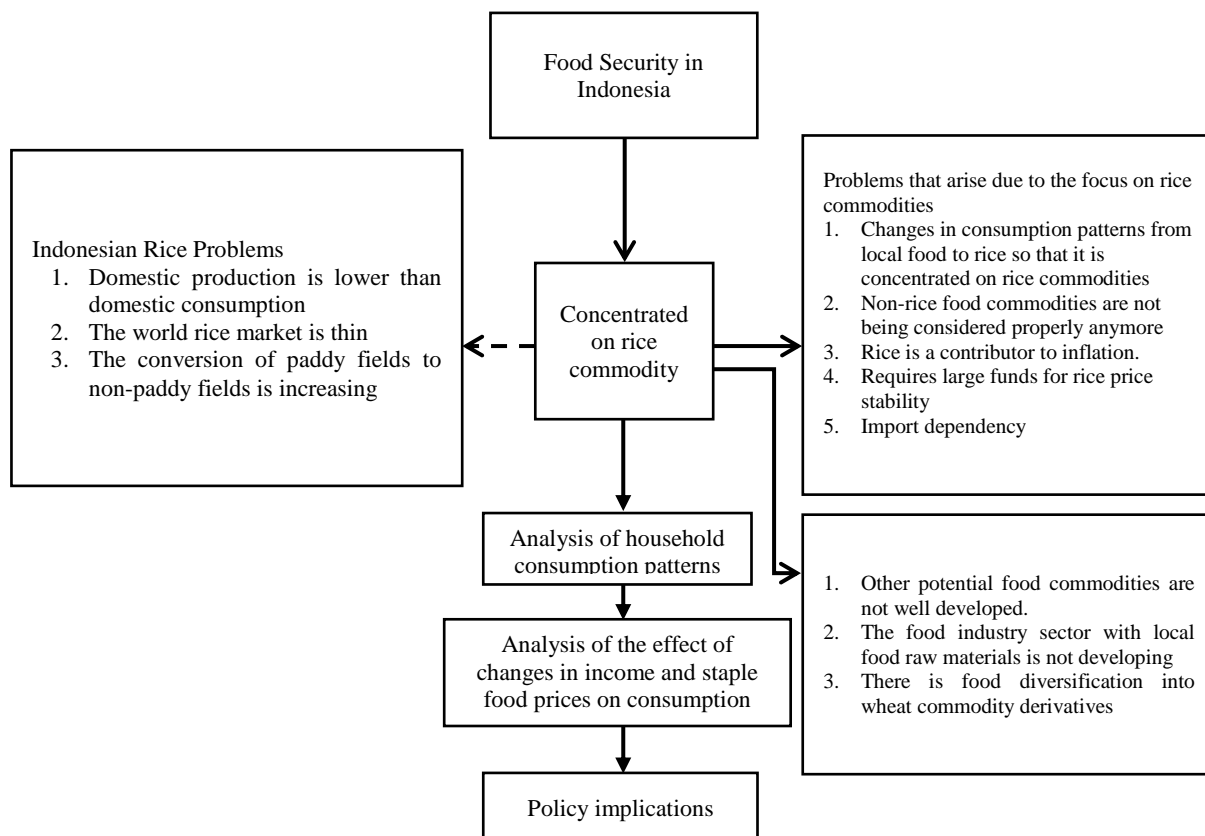 Food Security in
Indonesia
Indonesian Rice Problems
1. Domestic production is lower than
domestic consumption
2. The world rice market is thin
3. The conversion of paddy fields to
non-paddy fields is increasing
Concentrated
on rice
commodity
Problems that arise due to the focus on rice
commodities
1. Changes in consumption patterns from
local food to rice so that it is
concentrated on rice commodities
2. Non-rice food commodities are not
being considered properly anymore
3. Rice is a contributor to inflation.
4. Requires large funds for rice price
stability
5. Import dependency
1. Other potential food commodities are
not well developed.
2. The food industry sector with local
food raw materials is not developing
3. There is food diversification into
wheat commodity derivatives
Analysis of household
consumption patterns
Analysis of the effect of
changes in income and staple
food prices on consumption
Policy implications